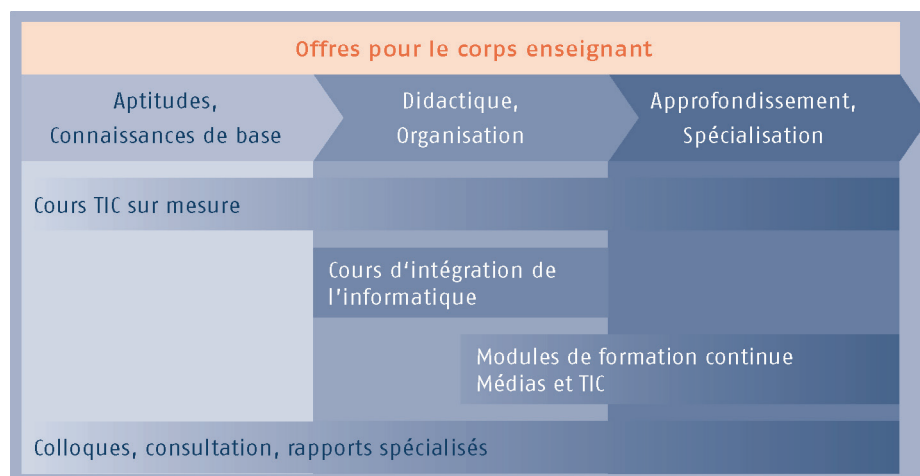 Offres pour le corps enseignant
Aptitudes,
Connaissances de base
Didactique,
Organisation
Approfondissement,
Spécialisation
Cours TIC sur mesure
Cours d'intégration de
l'informatique
Modules de formation continue
Médias et TIC
Colloques, consultation, rapports spécialisés